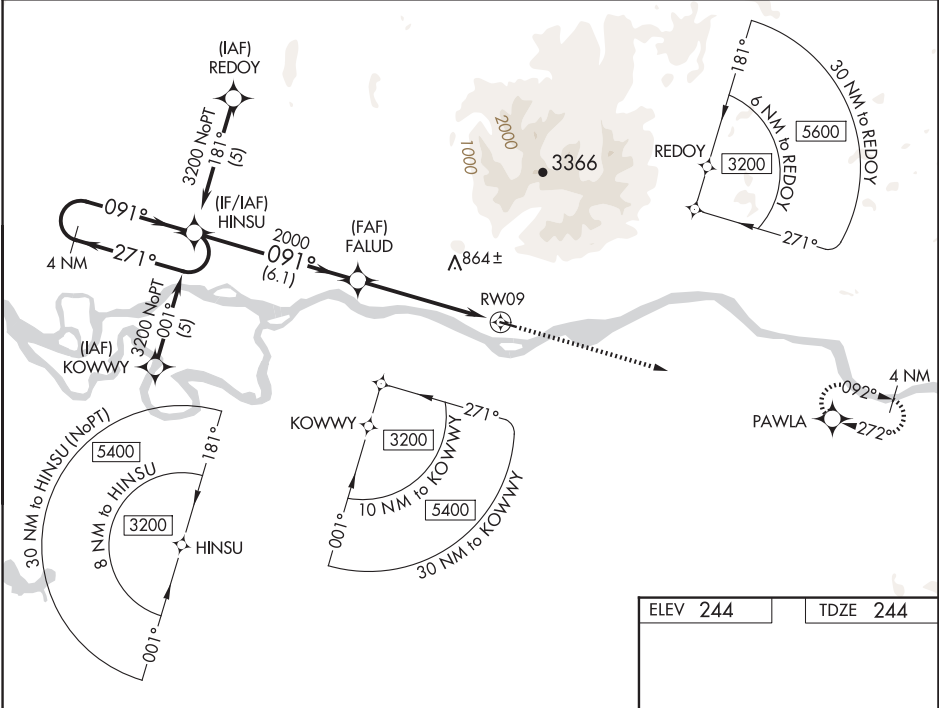 (IAF)
REDOY
3200 NoPT
181°
(5)
(IF/IAF)
HINSU
091°
271°
4 NM
2000
091°
(6.1)
(FAF)
FALUD
3200 NoPT
001°
(5)
(IAF)
KOWWY
1000
2000
3366
864±
RW09
181°
30 NM to REDOY
5600
6 NM to REDOY
3200
REDOY
271°
4 NM
092°
272°
PAWLA
30 NM to HINSU (NoPT)
5400
181°
8 NM to HINSU
3200
HINSU
001°
KOWWY
271°
3200
10 NM to KOWWY
5400
30 NM to KOWWY
001°
ELEV 244
TDZE 244